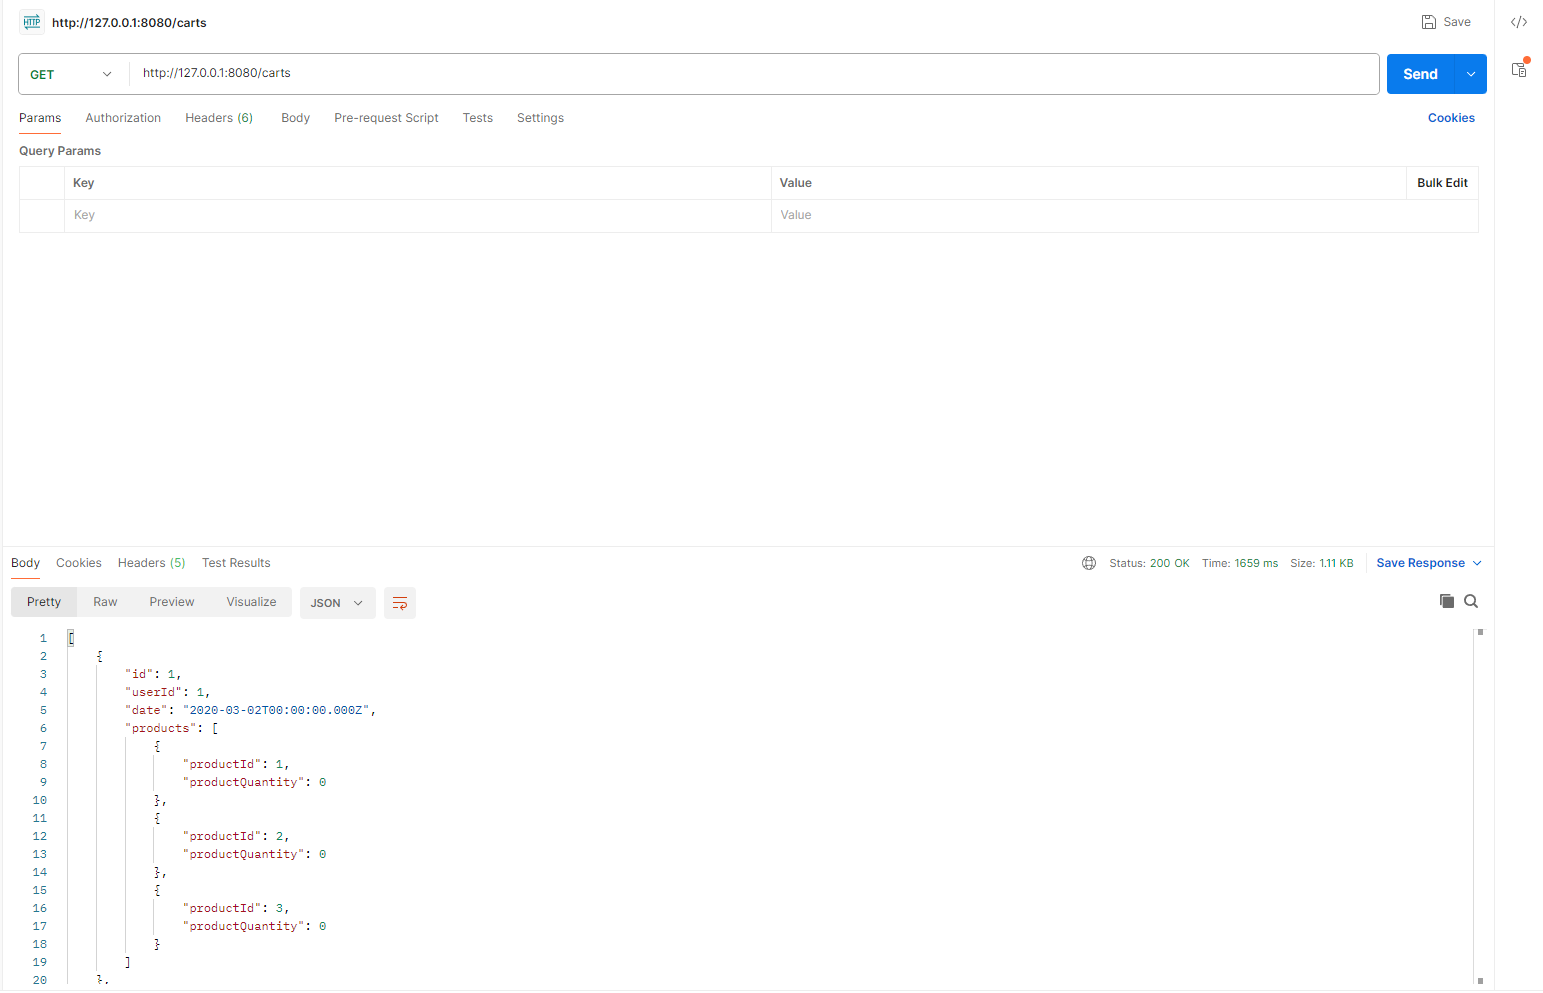 HTTP http://127.0.0.1:8080/carts Save
GET http://127.0.0.1:8080/carts Send
Params Authorization Headers (6) Body Pre-request Script Tests Settings Cookies
Query Params
Key Value Bulk Edit
Key Value
Body Cookies Headers (5) Test Results Status: 200 OK Time: 1659 ms Size: 1.11 KB Save Response
Pretty Raw Preview Visualize JSON
1 [
2 {
3 "id": 1,
4 "userId": 1,
5 "date": "2020-03-02T00:00:00.000Z",
6 "products": [
7 {
8 "productId": 1,
9 "productQuantity": 0
10 },
11 {
12 "productId": 2,
13 "productQuantity": 0
14 },
15 {
16 "productId": 3,
17 "productQuantity": 0
18 }
19 ]
20 },